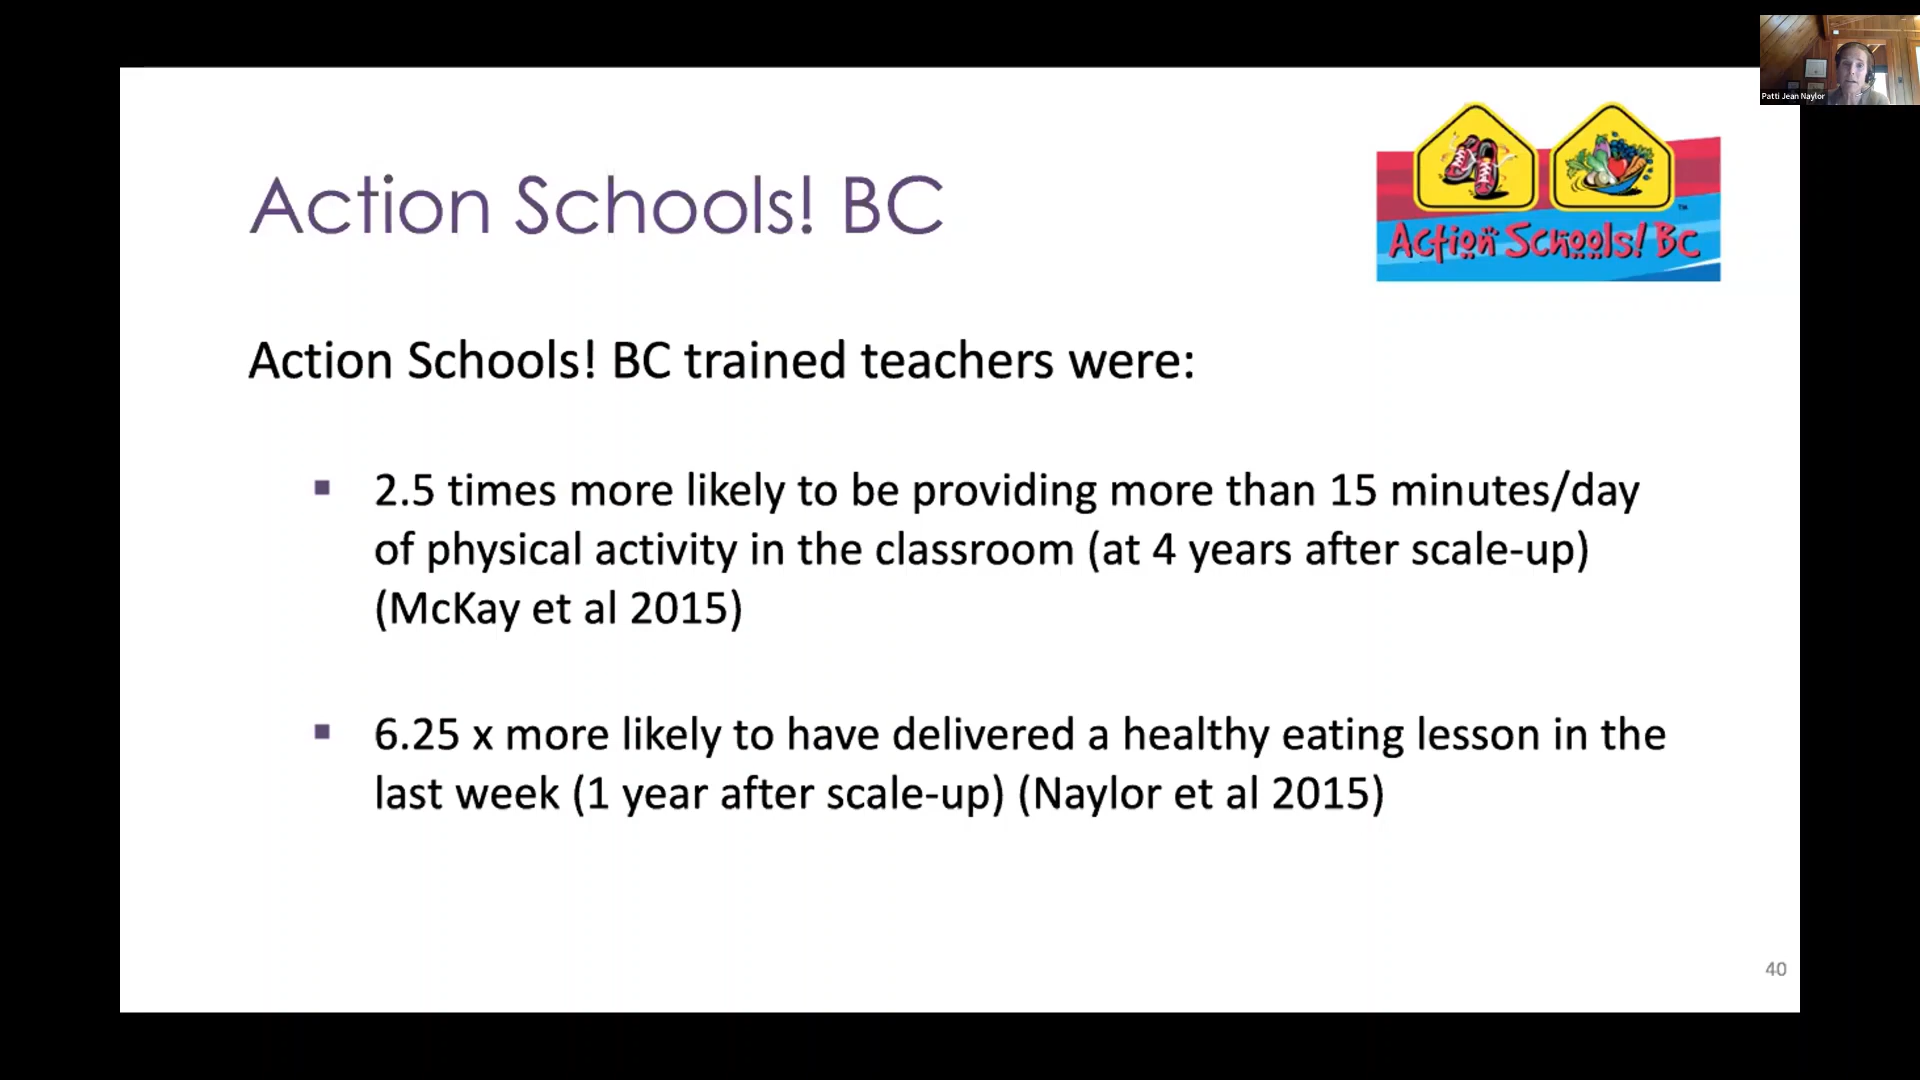 Patti Jean Naylor
Action Schools! BC
Action Schools! BC
TM
Action Schools! BC trained teachers were:
▪ 2.5 times more likely to be providing more than 15 minutes/day
of physical activity in the classroom (at 4 years after scale-up)
(McKay et al 2015)
▪ 6.25 x more likely to have delivered a healthy eating lesson in the
last week (1 year after scale-up) (Naylor et al 2015)
40